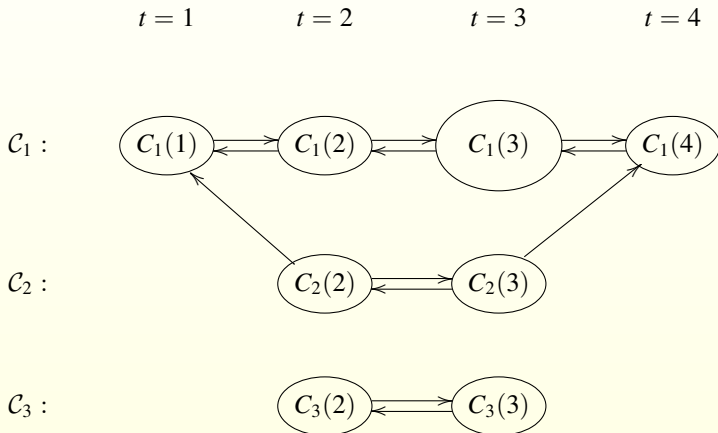 t = 1 t = 2 t = 3 t = 4
𝒞₁ : C₁(1) C₁(2) C₁(3) C₁(4)
𝒞₂ : C₂(2) C₂(3)
𝒞₃ : C₃(2) C₃(3)